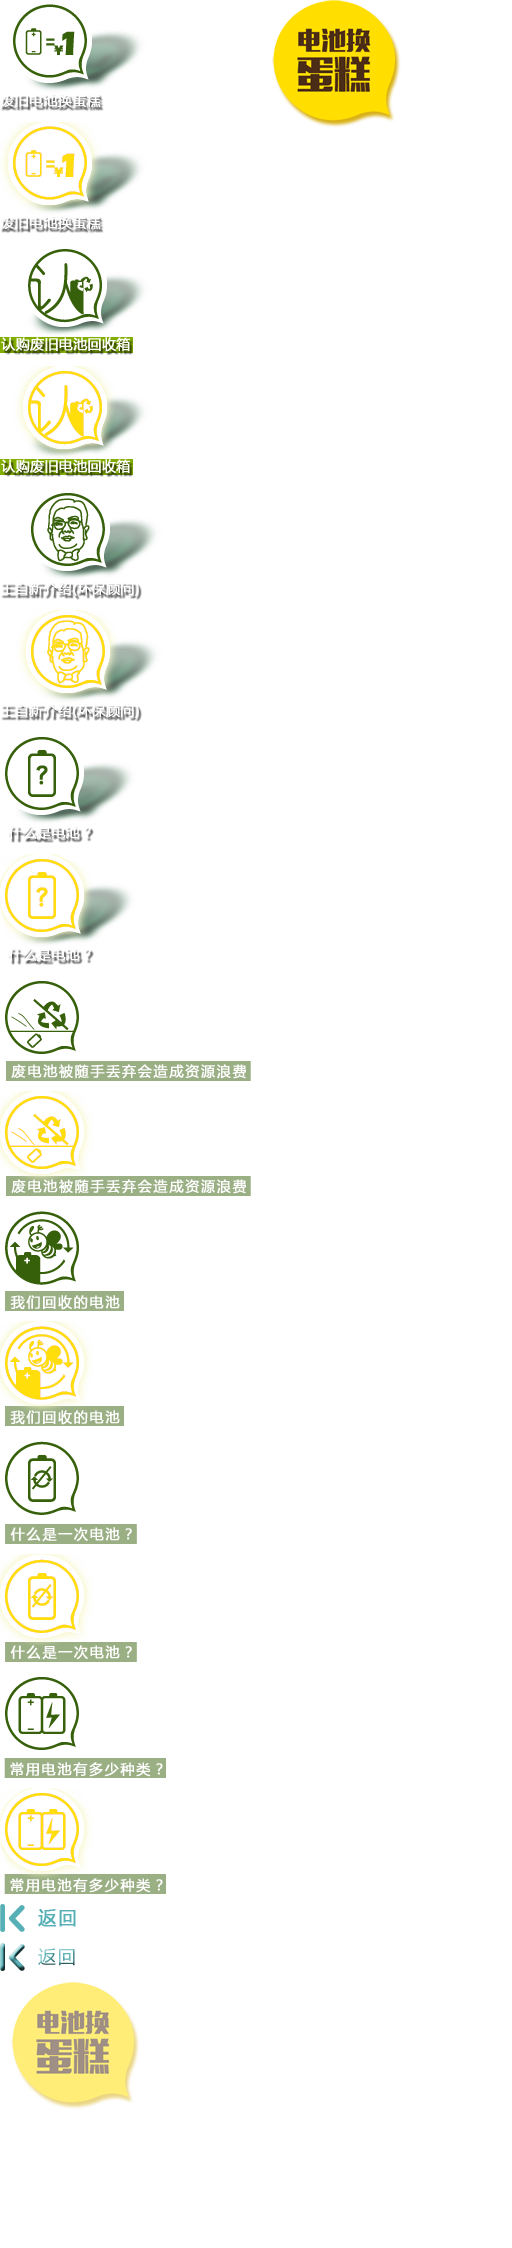 =¥1
废旧电池换蛋糕
电池换
蛋糕
=¥1
废旧电池换蛋糕
认
认购废旧电池回收箱
认
认购废旧电池回收箱
王自新介绍(环保顾问)
王自新介绍(环保顾问)
?
什么是电池？
?
什么是电池？
废电池被随手丢弃会造成资源浪费
废电池被随手丢弃会造成资源浪费
我们回收的电池
我们回收的电池
什么是一次电池？
什么是一次电池？
常用电池有多少种类？
常用电池有多少种类？
返回
返回
电池换
蛋糕